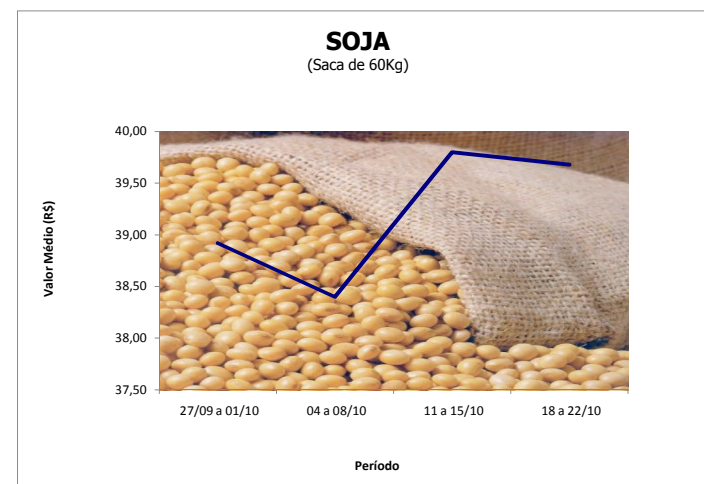 SOJA
(Saca de 60Kg)
Valor Médio (R$)
40,00
39,50
39,00
38,50
38,00
37,50
27/09 a 01/10 04 a 08/10 11 a 15/10 18 a 22/10
Período